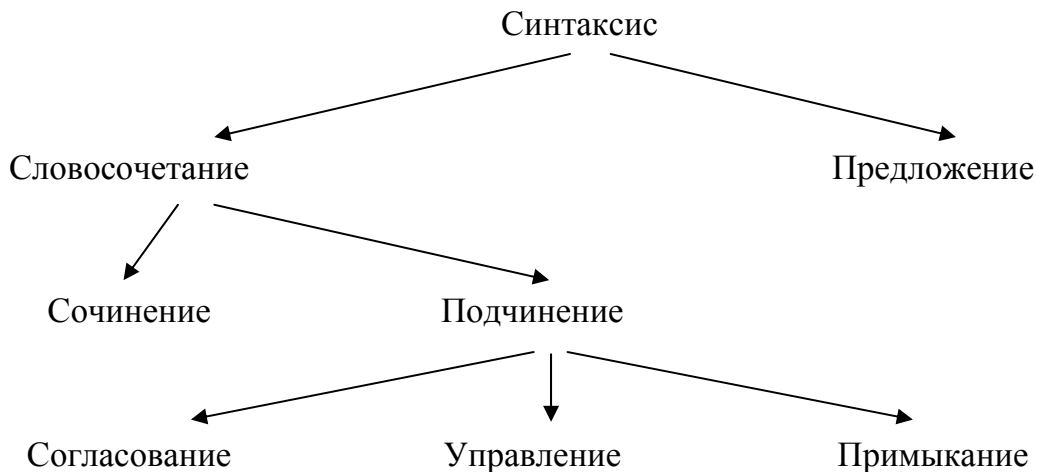 Синтаксис
Словосочетание Предложение
Сочинение Подчинение
Согласование Управление Примыкание